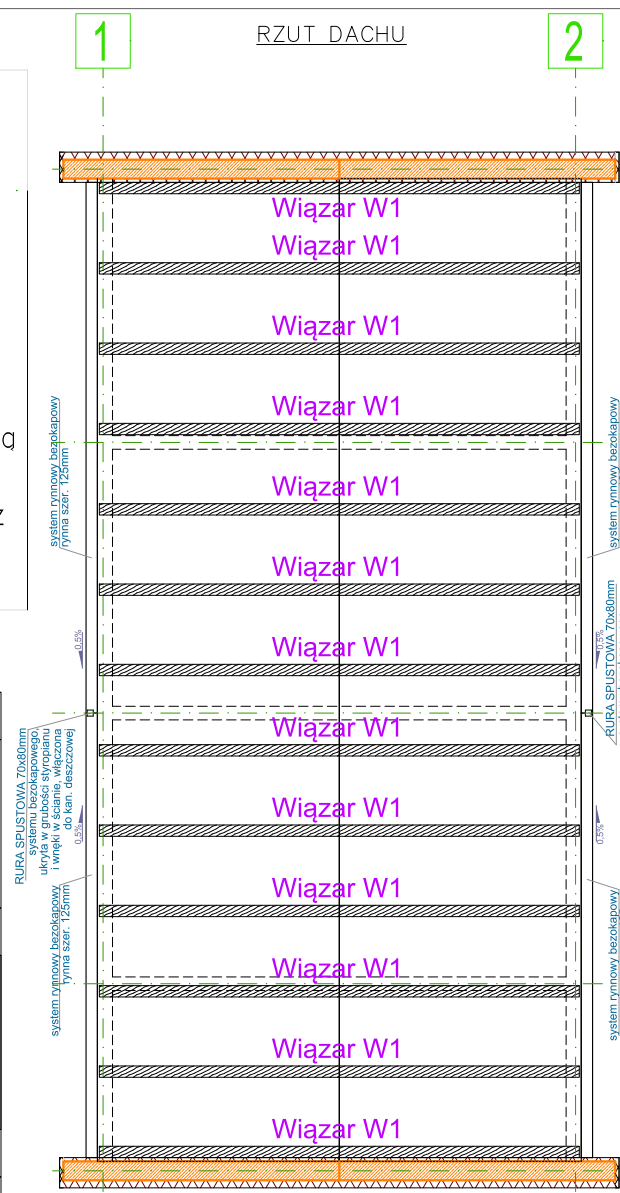 1
RZUT DACHU
2
Wiązar W1
Wiązar W1
Wiązar W1
Wiązar W1
system rynnowy bezokapowy
rynna szer. 125mm
system rynnowy bezokapowy
ą
Wiązar W1
Wiązar W1
Wiązar W1
0.5%
0.5%
RURA SPUSTOWA 70x80mm
Wiązar W1
RURA SPUSTOWA 70x80mm
systemu bezokapowego,
ukryta w grubości styropianu
i wnęki w ścianie, włączona
do kan. deszczowej
Wiązar W1
0.5%
0.5%
Wiązar W1
system rynnowy bezokapowy
rynna szer. 125mm
system rynnowy bezokapowy
Wiązar W1
Wiązar W1
Wiązar W1